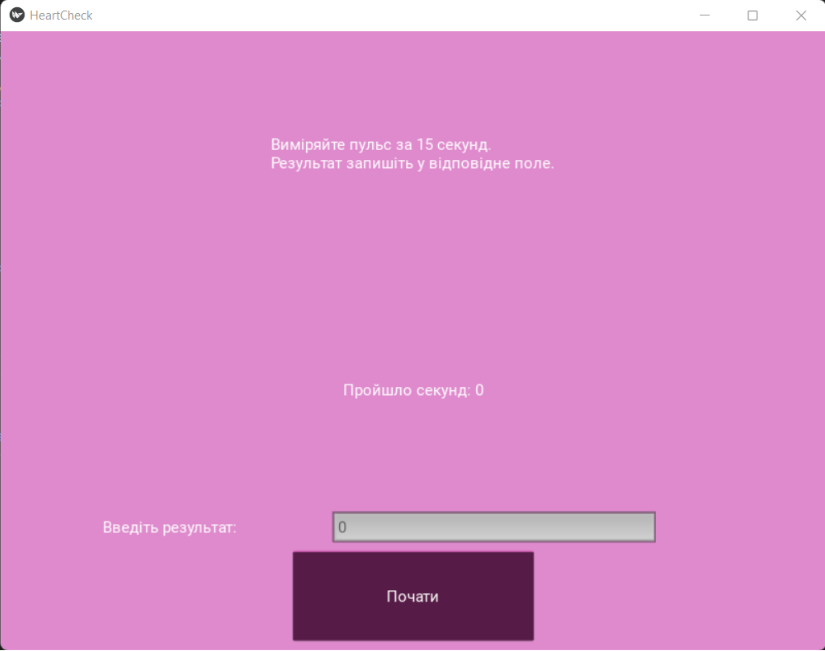 HeartCheck
Виміряйте пульс за 15 секунд.
Результат запишіть у відповідне поле.
Пройшло секунд: 0
Введіть результат:
0
Почати